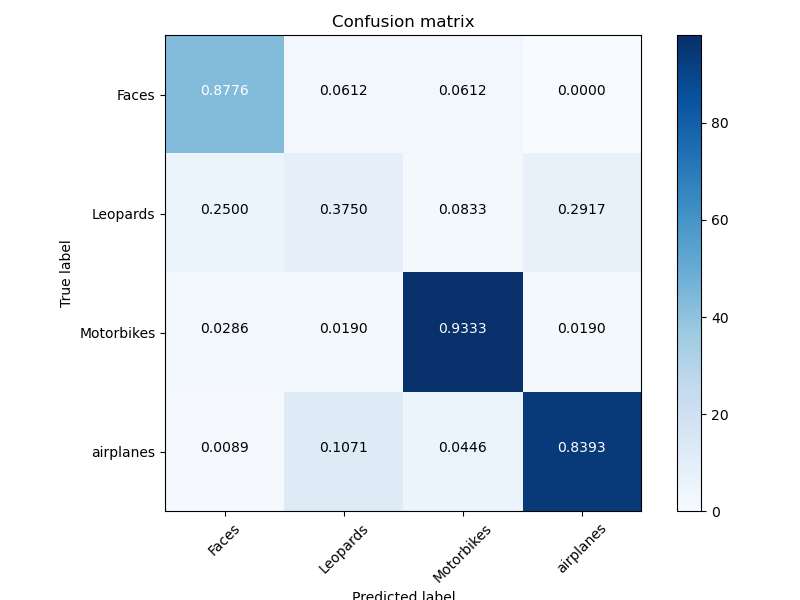 Confusion matrix
Faces 0.8776 0.0612 0.0612 0.0000
80
Leopards 0.2500 0.3750 0.0833 0.2917
60
True label
Motorbikes 0.0286 0.0190 0.9333 0.0190
40
20
airplanes 0.0089 0.1071 0.0446 0.8393
0
Faces Leopards Motorbikes airplanes
Predicted label